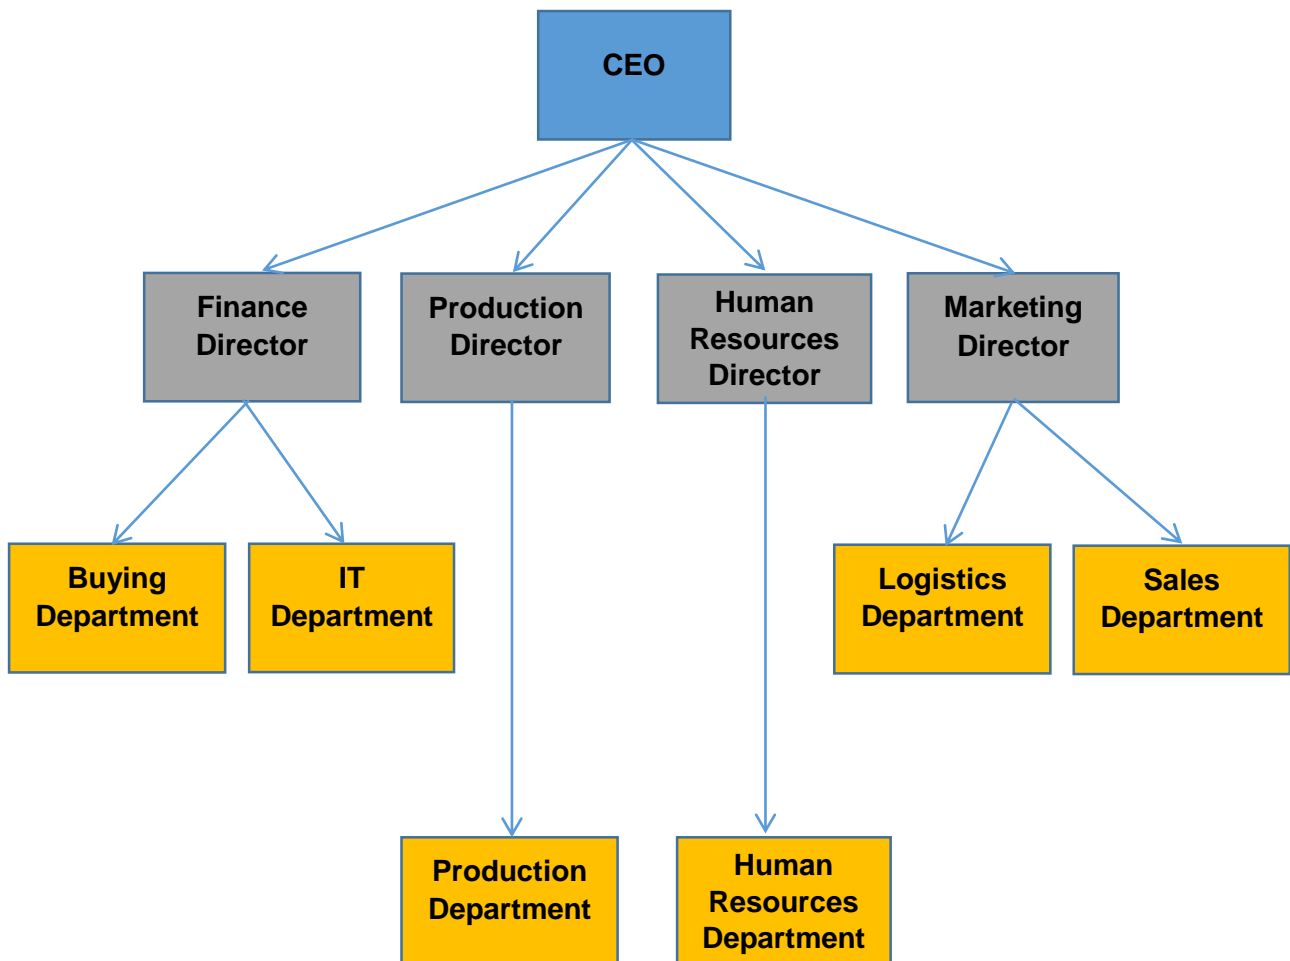 CEO
Finance
Director
Production
Director
Human
Resources
Director
Marketing
Director
Buying
Department
IT
Department
Logistics
Department
Sales
Department
Production
Department
Human
Resources
Department